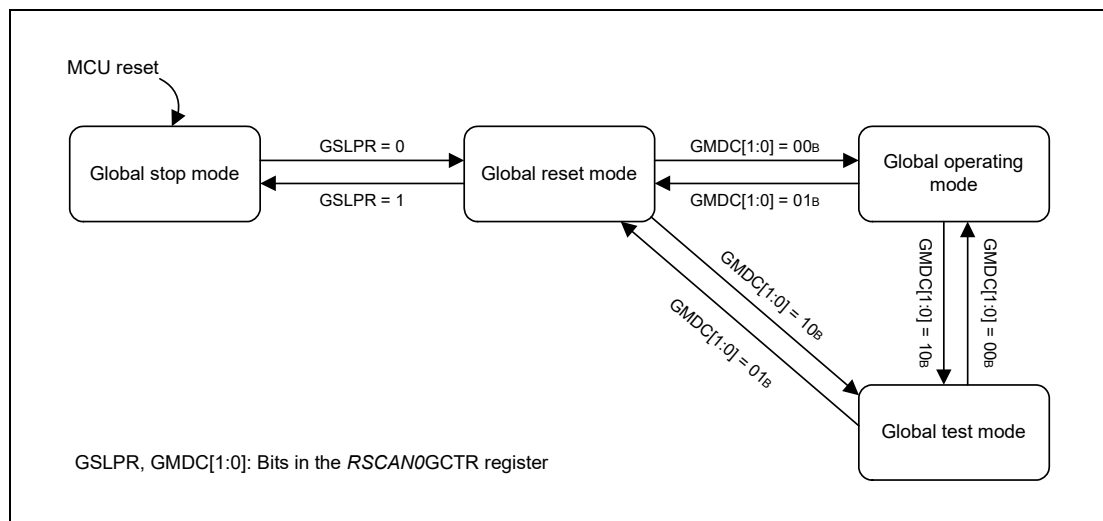 MCU reset
Global stop mode
GSLPR = 0
GSLPR = 1
Global reset mode
GMDC[1:0] = 00B
GMDC[1:0] = 01B
Global operating
mode
GMDC[1:0] = 10B
GMDC[1:0] = 01B
GMDC[1:0] = 10B
GMDC[1:0] = 00B
Global test mode
GSLPR, GMDC[1:0]: Bits in the RSCAN0GCTR register